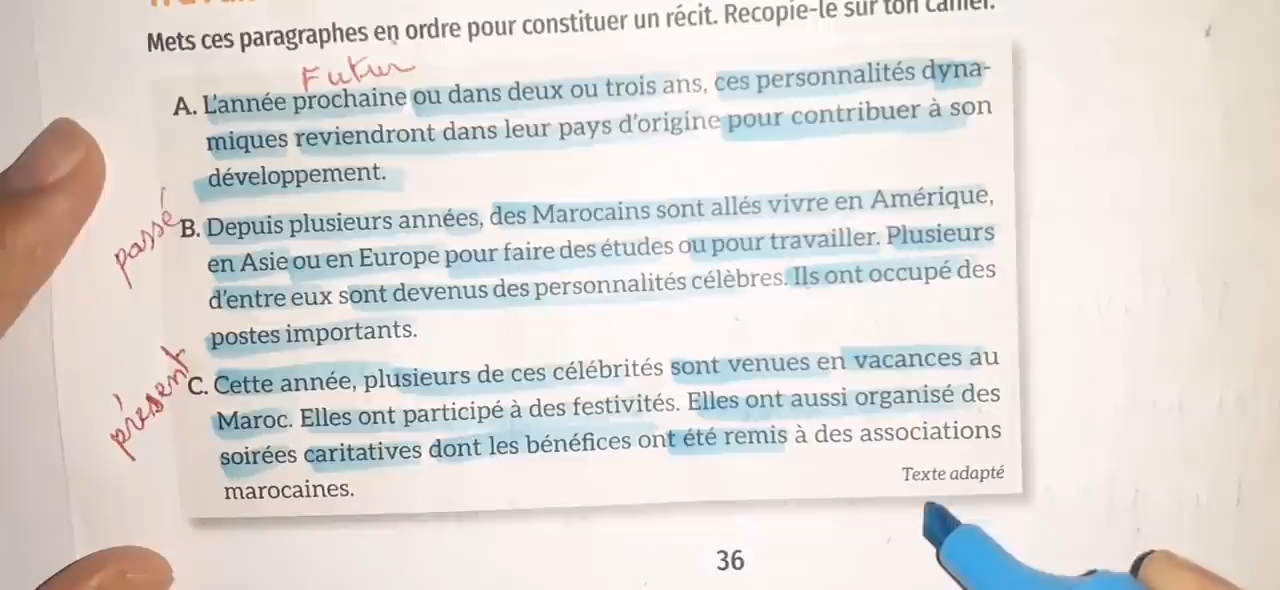 Mets ces paragraphes en ordre pour constituer un récit. Recopie-le sur ton cahier.
Futur
A. L'année prochaine ou dans deux ou trois ans, ces personnalités dyna-
miques reviendront dans leur pays d'origine pour contribuer à son
développement.
passé
B. Depuis plusieurs années, des Marocains sont allés vivre en Amérique,
en Asie ou en Europe pour faire des études ou pour travailler. Plusieurs
d'entre eux sont devenus des personnalités célèbres. Ils ont occupé des
postes importants.
présent
C. Cette année, plusieurs de ces célébrités sont venues en vacances au
Maroc. Elles ont participé à des festivités. Elles ont aussi organisé des
soirées caritatives dont les bénéfices ont été remis à des associations
marocaines.
Texte adapté
36